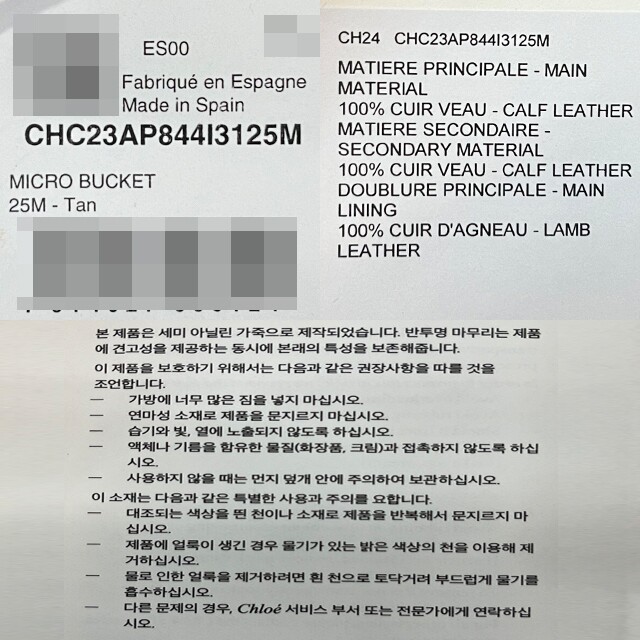 ES00
Fabriqué en Espagne
Made in Spain
CHC23AP844I3125M
MICRO BUCKET
25M - Tan
CH24 CHC23AP844I3125M
MATIERE PRINCIPALE - MAIN
MATERIAL
100% CUIR VEAU - CALF LEATHER
MATIERE SECONDAIRE -
SECONDARY MATERIAL
100% CUIR VEAU - CALF LEATHER
DOUBLURE PRINCIPALE - MAIN
LINING
100% CUIR D'AGNEAU - LAMB
LEATHER
본 제품은 세미 아닐린 가죽으로 제작되었습니다. 반투명 마무리는 제품
에 견고성을 제공하는 동시에 본래의 특성을 보존해줍니다.
이 제품을 보호하기 위해서는 다음과 같은 권장사항을 따를 것을
조언합니다.
— 가방에 너무 많은 짐을 넣지 마십시오.
— 연마성 소재로 제품을 문지르지 마십시오.
— 습기와 빛, 열에 노출되지 않도록 하십시오.
— 액체나 기름을 함유한 물질(화장품, 크림)과 접촉하지 않도록 하십
시오.
— 사용하지 않을 때는 먼지 덮개 안에 주의하여 보관하십시오.
이 소재는 다음과 같은 특별한 사용과 주의를 요합니다.
— 대조되는 색상을 띈 천이나 소재로 제품을 반복해서 문지르지 마
십시오.
— 제품에 얼룩이 생긴 경우 물기가 있는 밝은 색상의 천을 이용해 제
거하십시오.
— 물로 인한 얼룩을 제거하려면 흰 천으로 토닥거려 부드럽게 물기를
흡수하십시오.
— 다른 문제의 경우, Chloé 서비스 부서 또는 전문가에게 연락하십
시오.